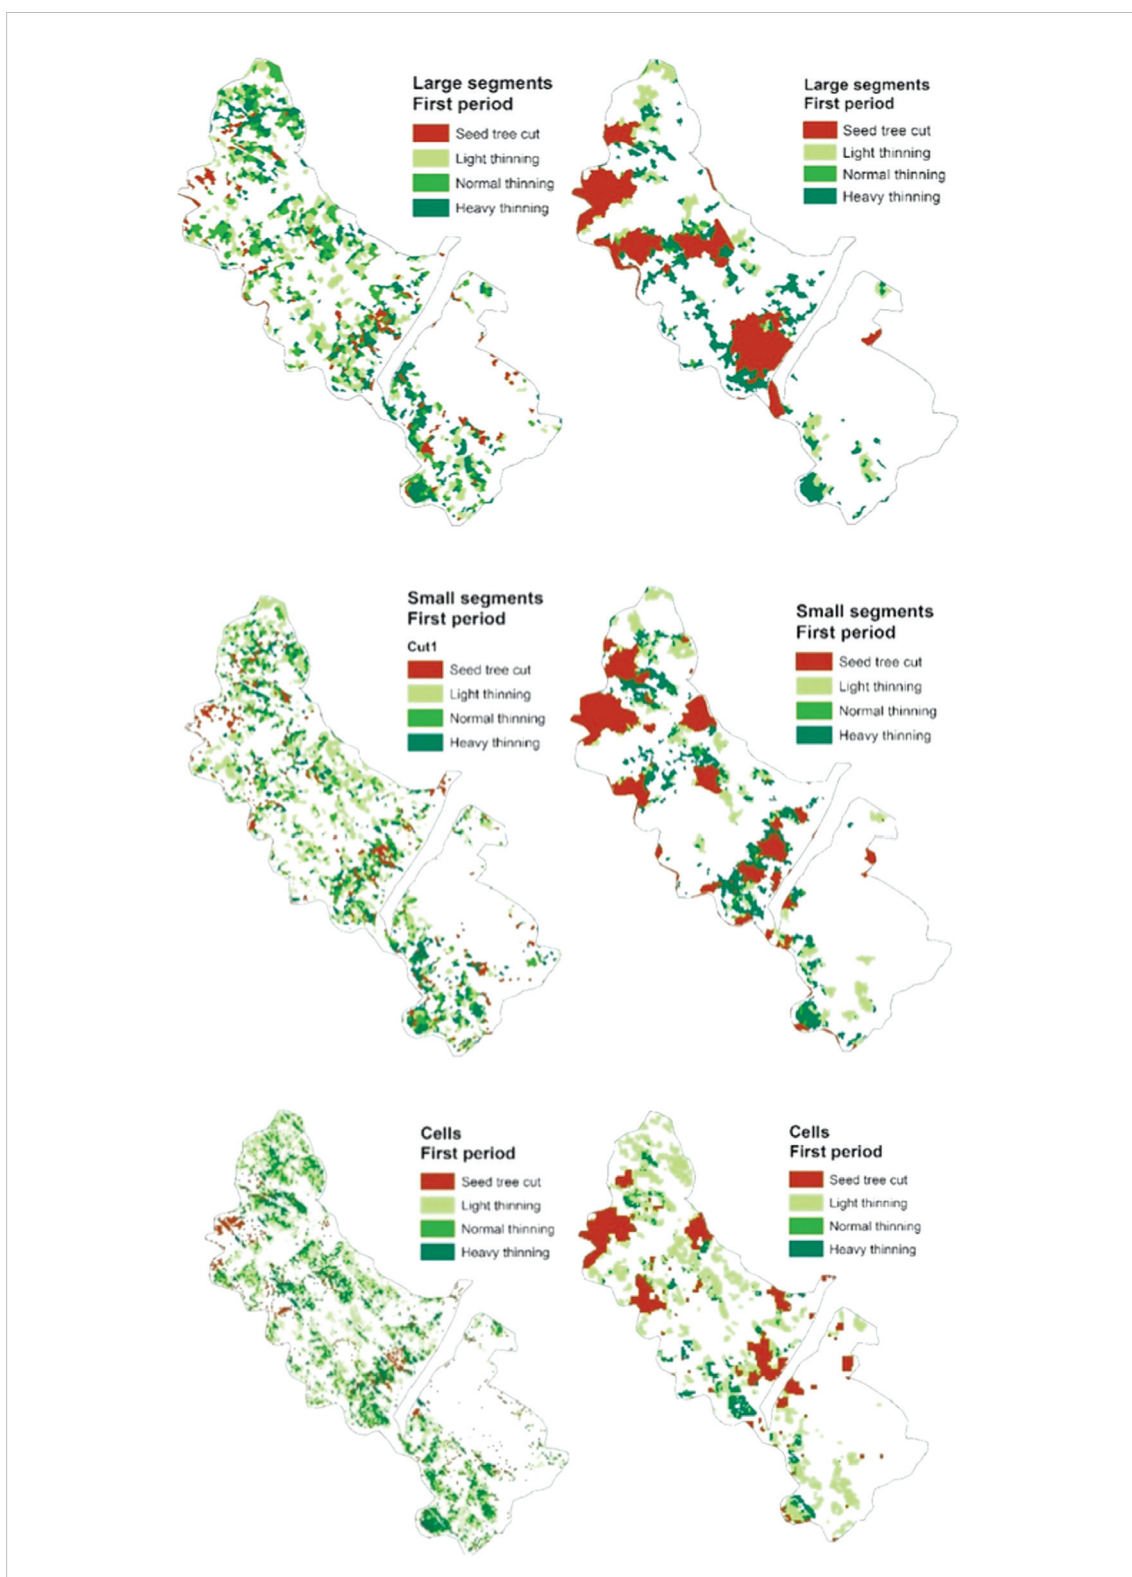 Large segments
First period
Seed tree cut
Light thinning
Normal thinning
Heavy thinning
Large segments
First period
Seed tree cut
Light thinning
Normal thinning
Heavy thinning
Small segments
First period
Cut1
Seed tree cut
Light thinning
Normal thinning
Heavy thinning
Small segments
First period
Seed tree cut
Light thinning
Normal thinning
Heavy thinning
Cells
First period
Seed tree cut
Light thinning
Normal thinning
Heavy thinning
Cells
First period
Seed tree cut
Light thinning
Normal thinning
Heavy thinning